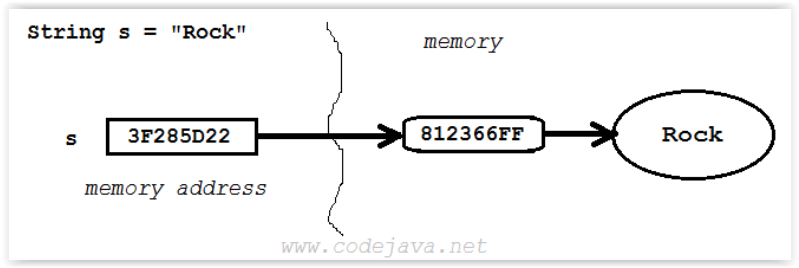 String s = "Rock"
memory
s
3F285D22
812366FF
Rock
memory address
www.codejava.net